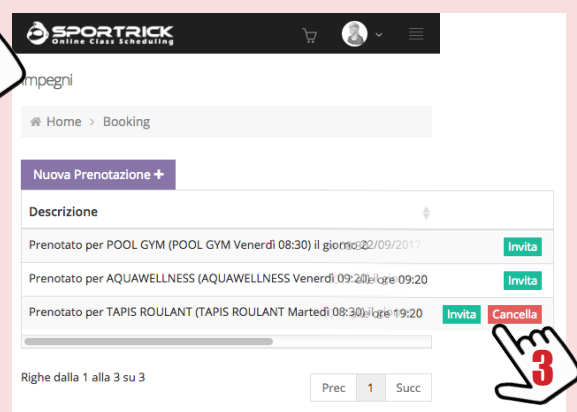 SPORTRICK
Online Class Scheduling
Impegni
Home > Booking
Nuova Prenotazione +
Descrizione
Prenotato per POOL GYM (POOL GYM Venerdì 08:30) il giorno 22/09/2017
Invita
Prenotato per AQUAWELLNESS (AQUAWELLNESS Venerdì 09:20) ore 09:20
Invita
Prenotato per TAPIS ROULANT (TAPIS ROULANT Martedì 08:30) ore 19:20
Invita Cancella
3
Righe dalla 1 alla 3 su 3
Prec 1 Succ